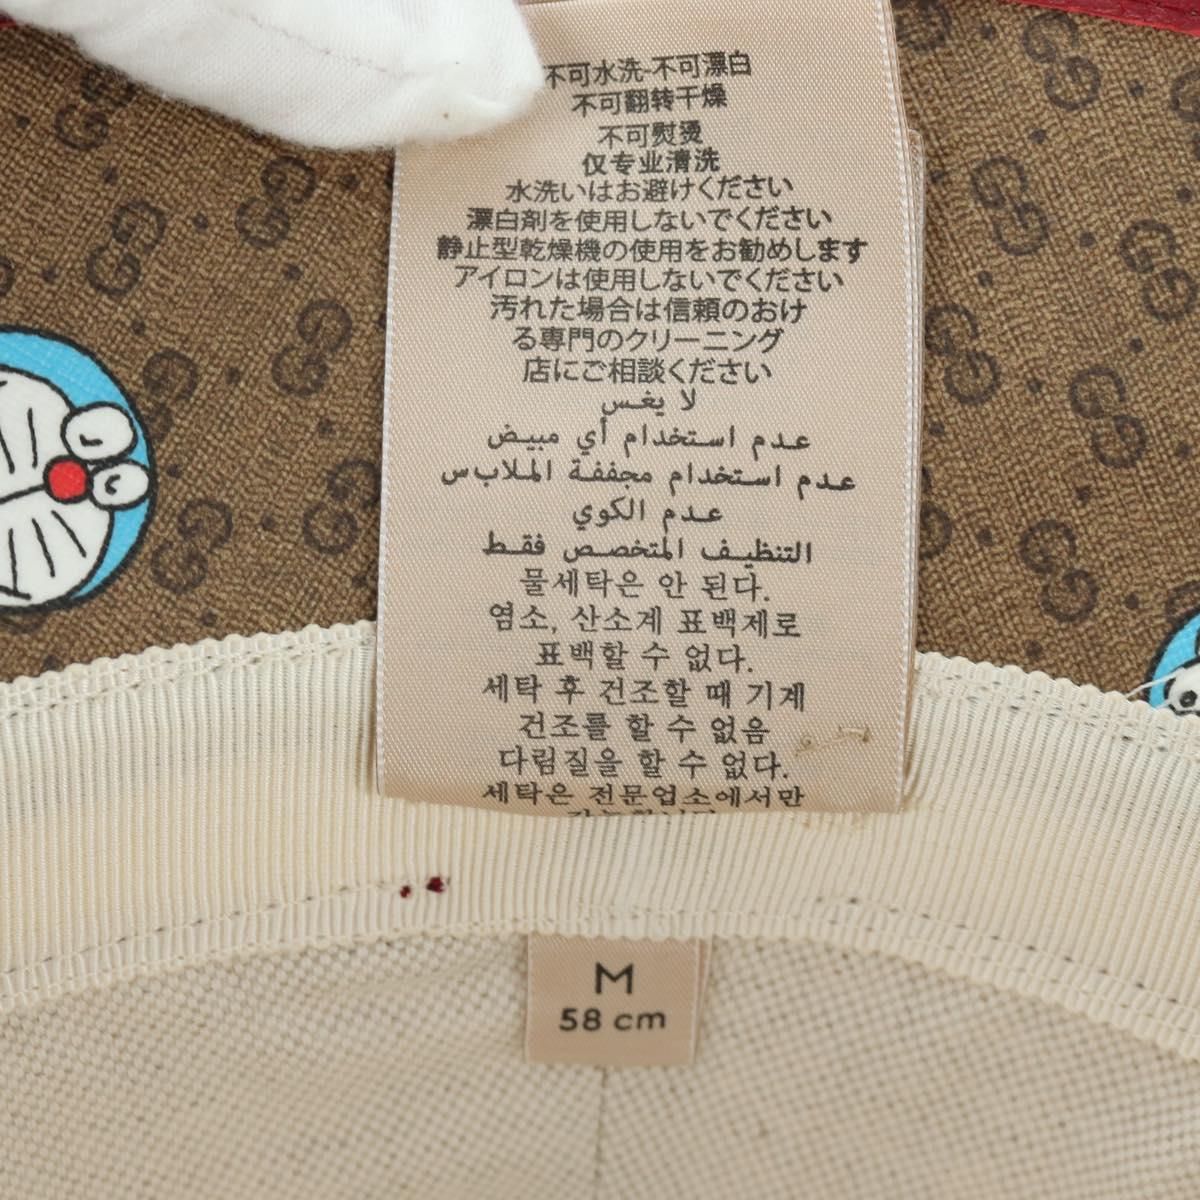 不可水洗-不可漂白
不可翻转干燥
不可熨烫
仅专业清洗
水洗いはお避けください
漂白剤を使用しないでください
静止型乾燥機の使用をお勧めします
アイロンは使用しないでください
汚れた場合は信頼のおけ
る専門のクリーニング
店にご相談ください
لا يغس
عدم استخدام أي مبيض
عدم استخدام مجففة الملابس
عدم الكوي
التنظيف المتخصص فقط
물세탁은 안 된다.
염소, 산소계 표백제로
표백할 수 없다.
세탁 후 건조할 때 기계
건조를 할 수 없음
다림질을 할 수 없다.
세탁은 전문업소에서만
M
58 cm